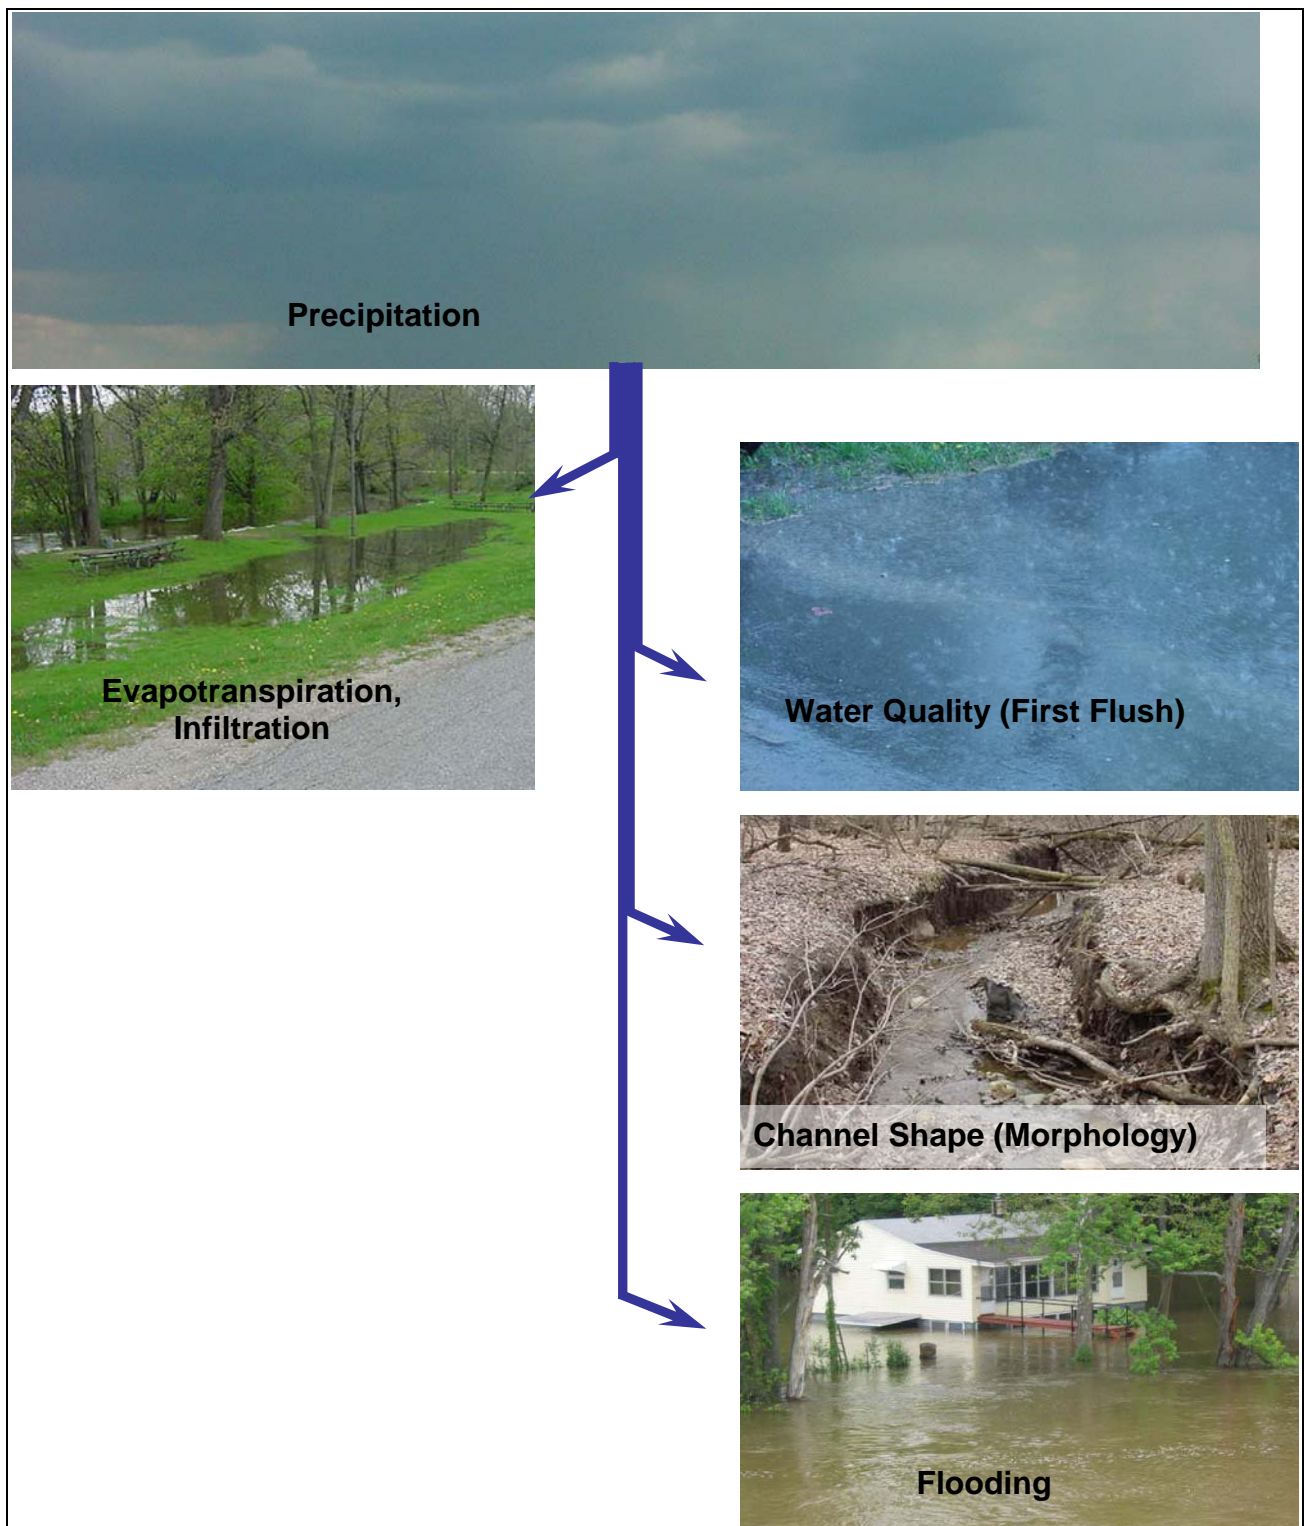 Precipitation
Evapotranspiration,
Infiltration
Water Quality (First Flush)
Channel Shape (Morphology)
Flooding